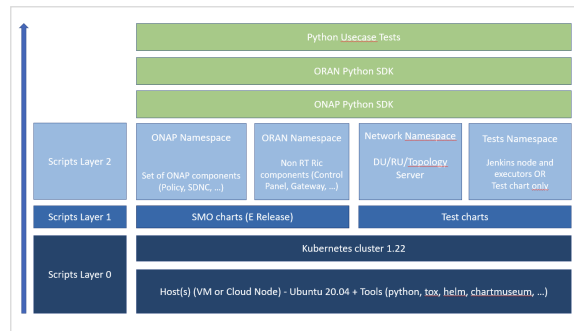 Python Usecase Tests
ORAN Python SDK
ONAP Python SDK
Scripts Layer 2
ONAP Namespace
Set of ONAP components
(Policy, SDNC, ...)
ORAN Namespace
Non RT Ric
components (Control
Panel, Gateway, ...)
Network Namespace
DU/RU/Topology
Server
Tests Namespace
Jenkins node and
executors OR
Test chart only
Scripts Layer 1
SMO charts (E Release)
Test charts
Scripts Layer 0
Kubernetes cluster 1.22
Host(s) (VM or Cloud Node) - Ubuntu 20.04 + Tools (python, tox, helm, chartmuseum, ...)